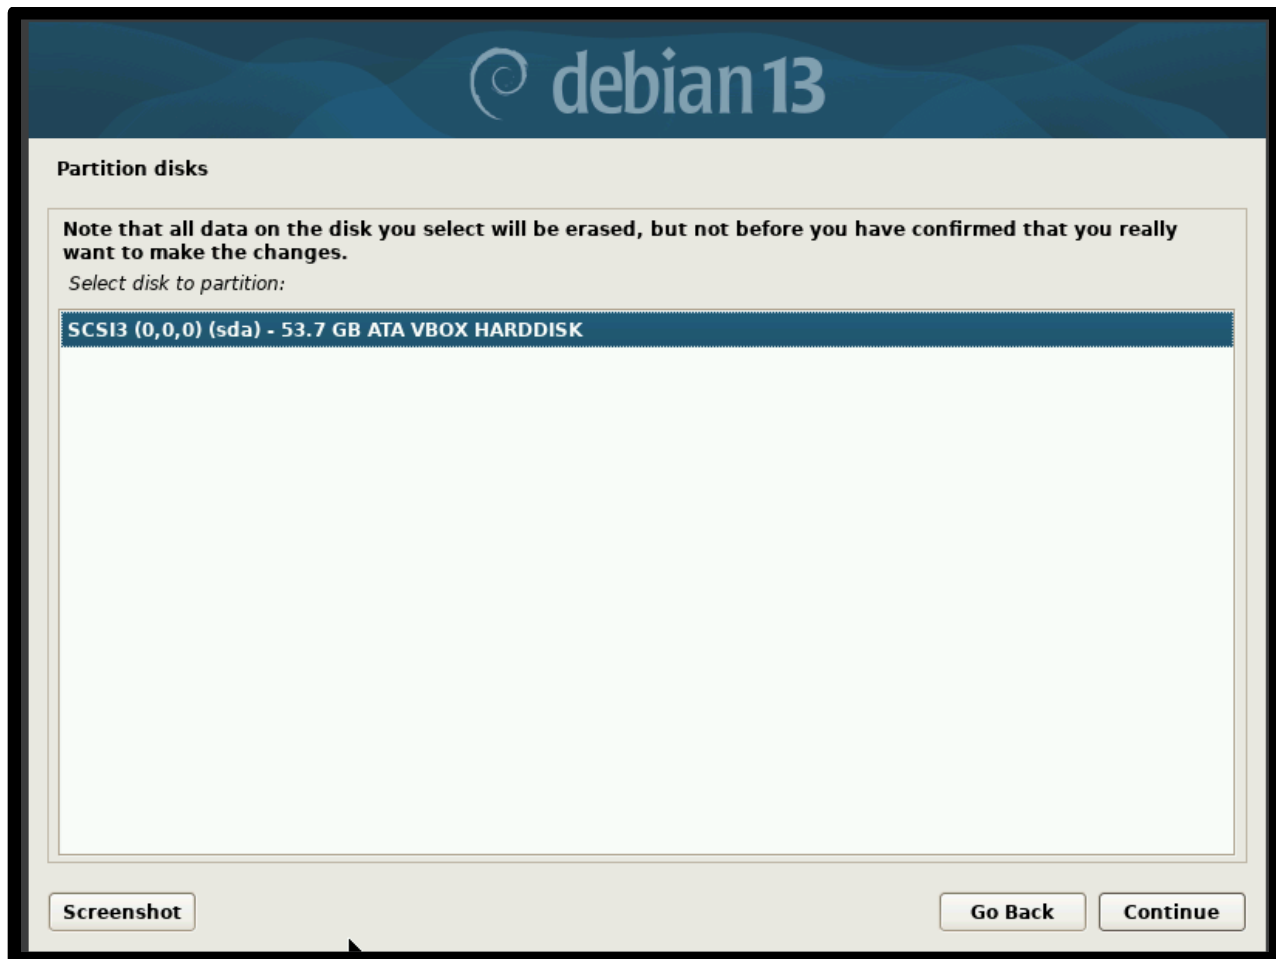 debian 13
Partition disks
Note that all data on the disk you select will be erased, but not before you have confirmed that you really
want to make the changes.
Select disk to partition:
SCSI3 (0,0,0) (sda) - 53.7 GB ATA VBOX HARDDISK
Screenshot
Go Back
Continue